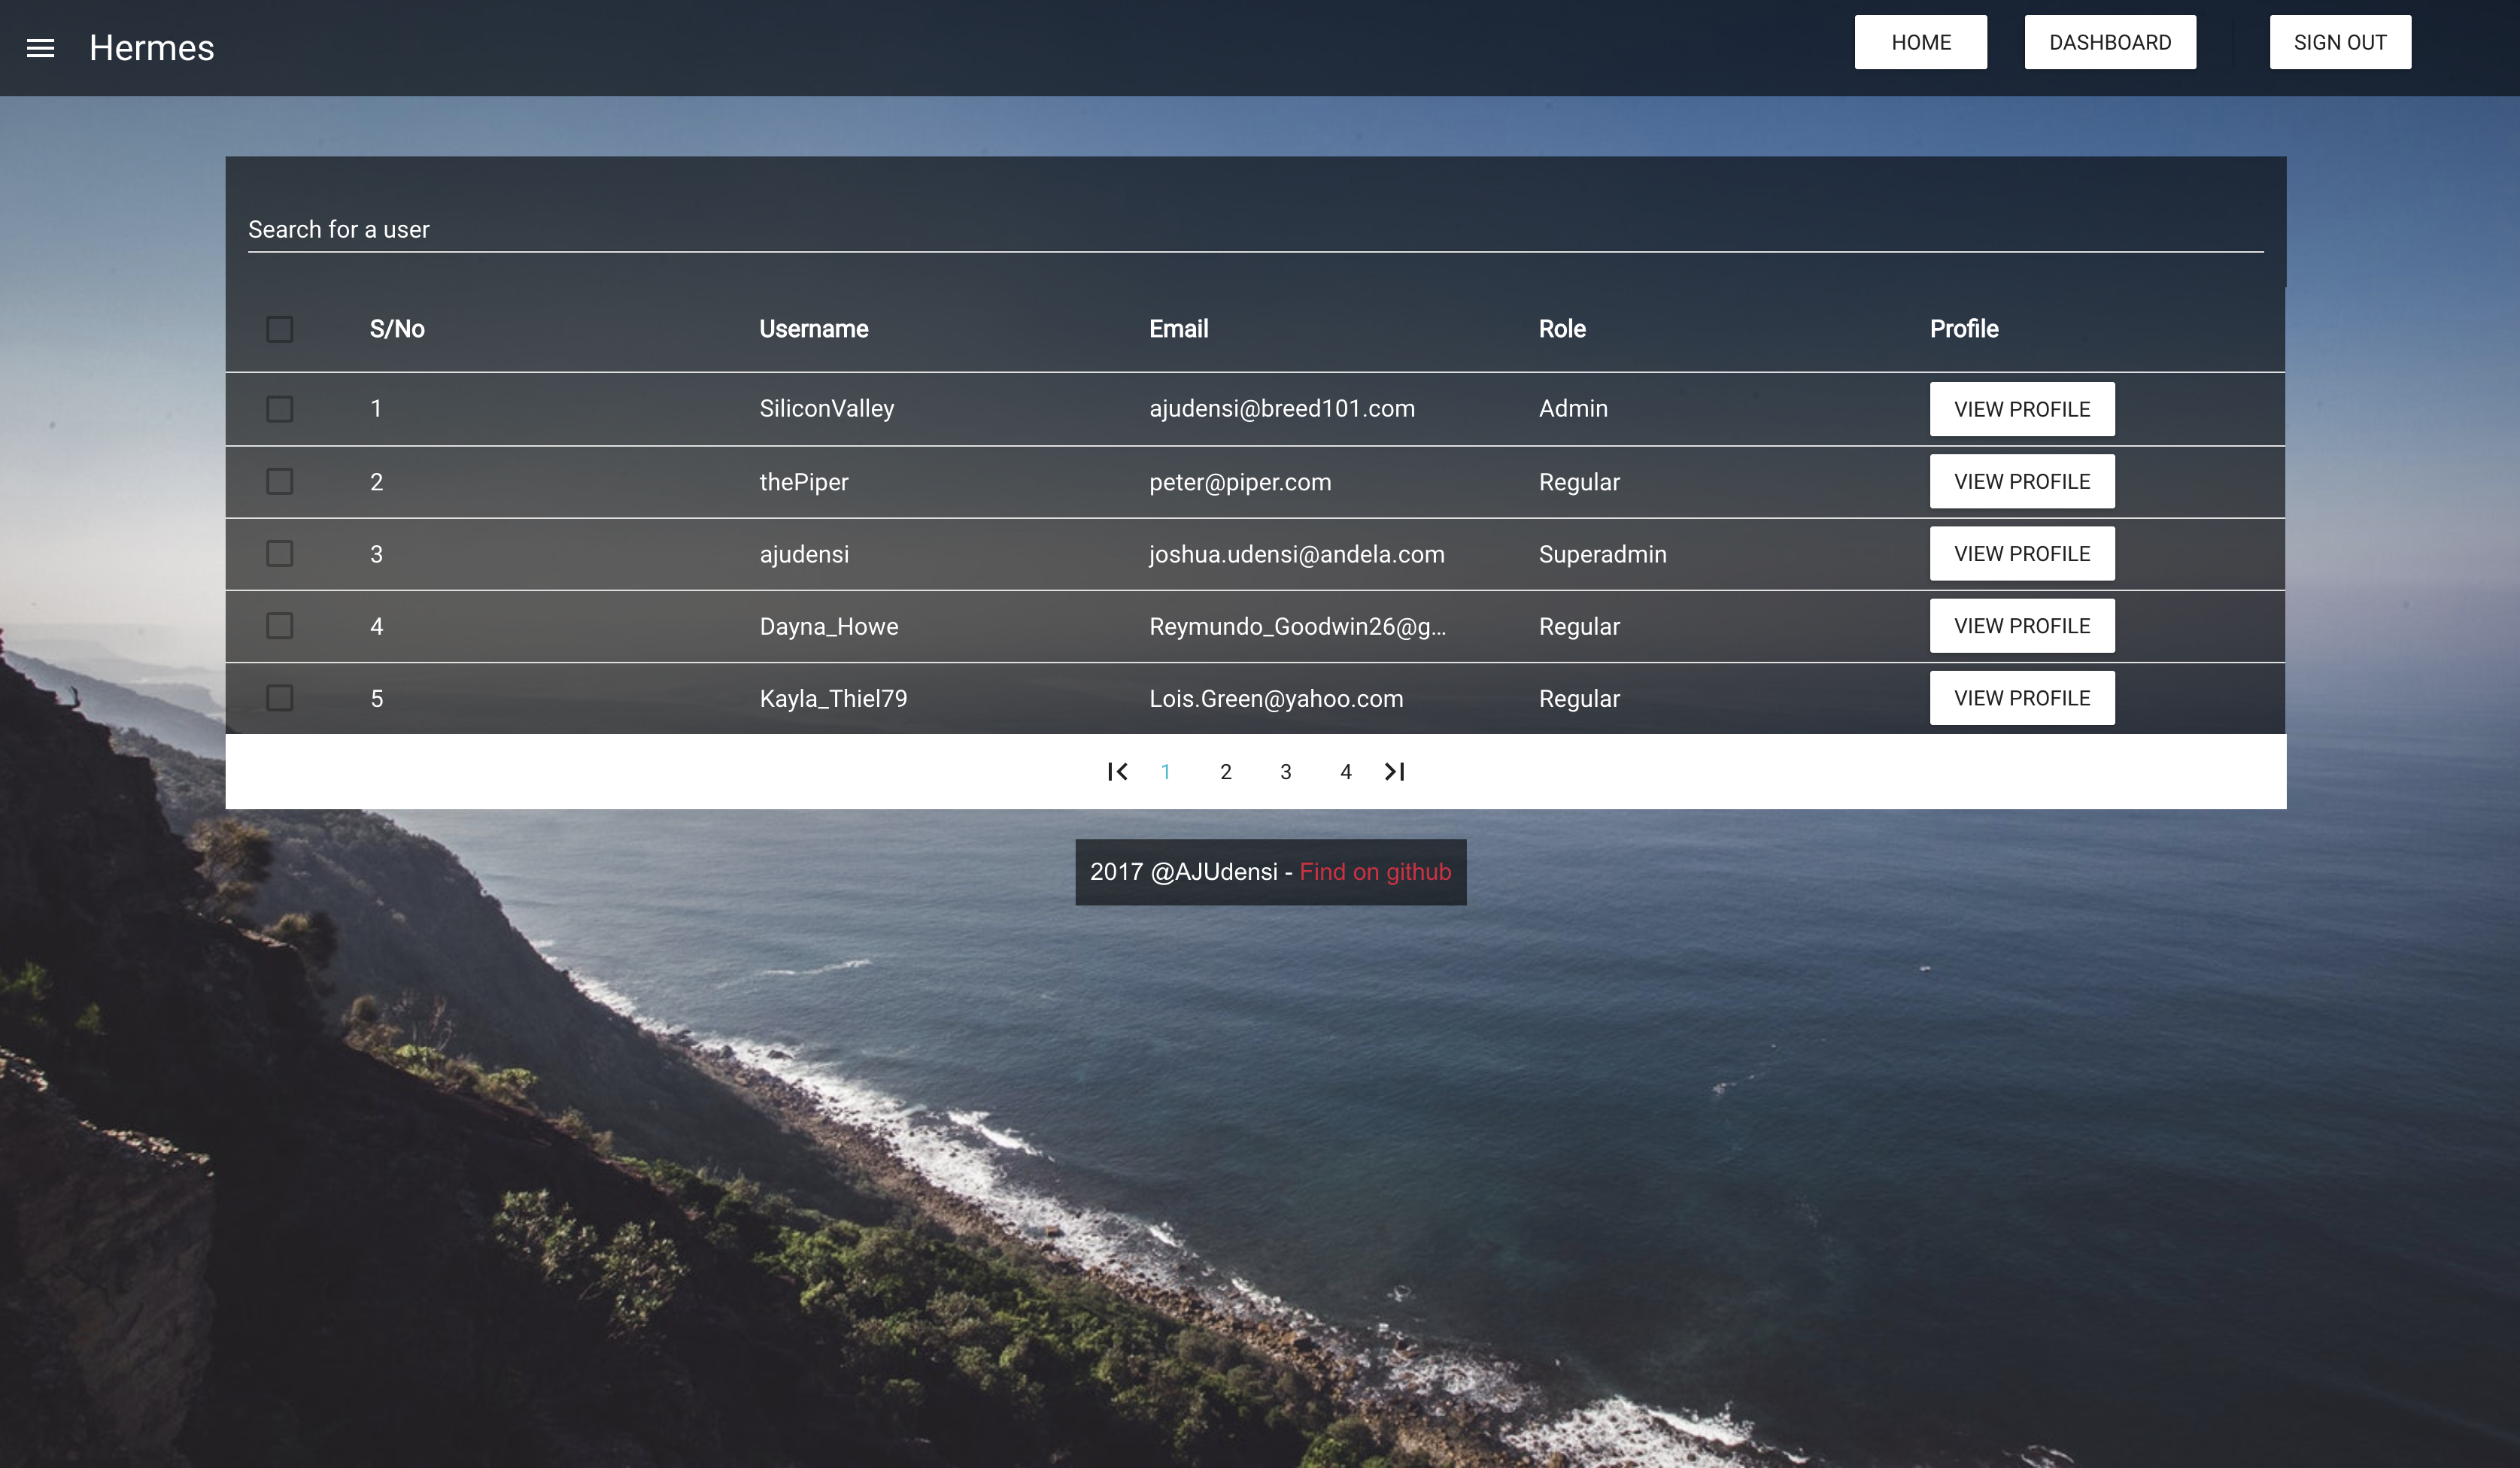 Hermes HOME DASHBOARD SIGN OUT
Search for a user
S/No Username Email Role Profile
1 SiliconValley ajudensi@breed101.com Admin VIEW PROFILE
2 thePiper peter@piper.com Regular VIEW PROFILE
3 ajudensi joshua.udensi@andela.com Superadmin VIEW PROFILE
4 Dayna_Howe Reymundo_Goodwin26@g... Regular VIEW PROFILE
5 Kayla_Thiel79 Lois.Green@yahoo.com Regular VIEW PROFILE
1 2 3 4
2017 @AJUdensi - Find on github